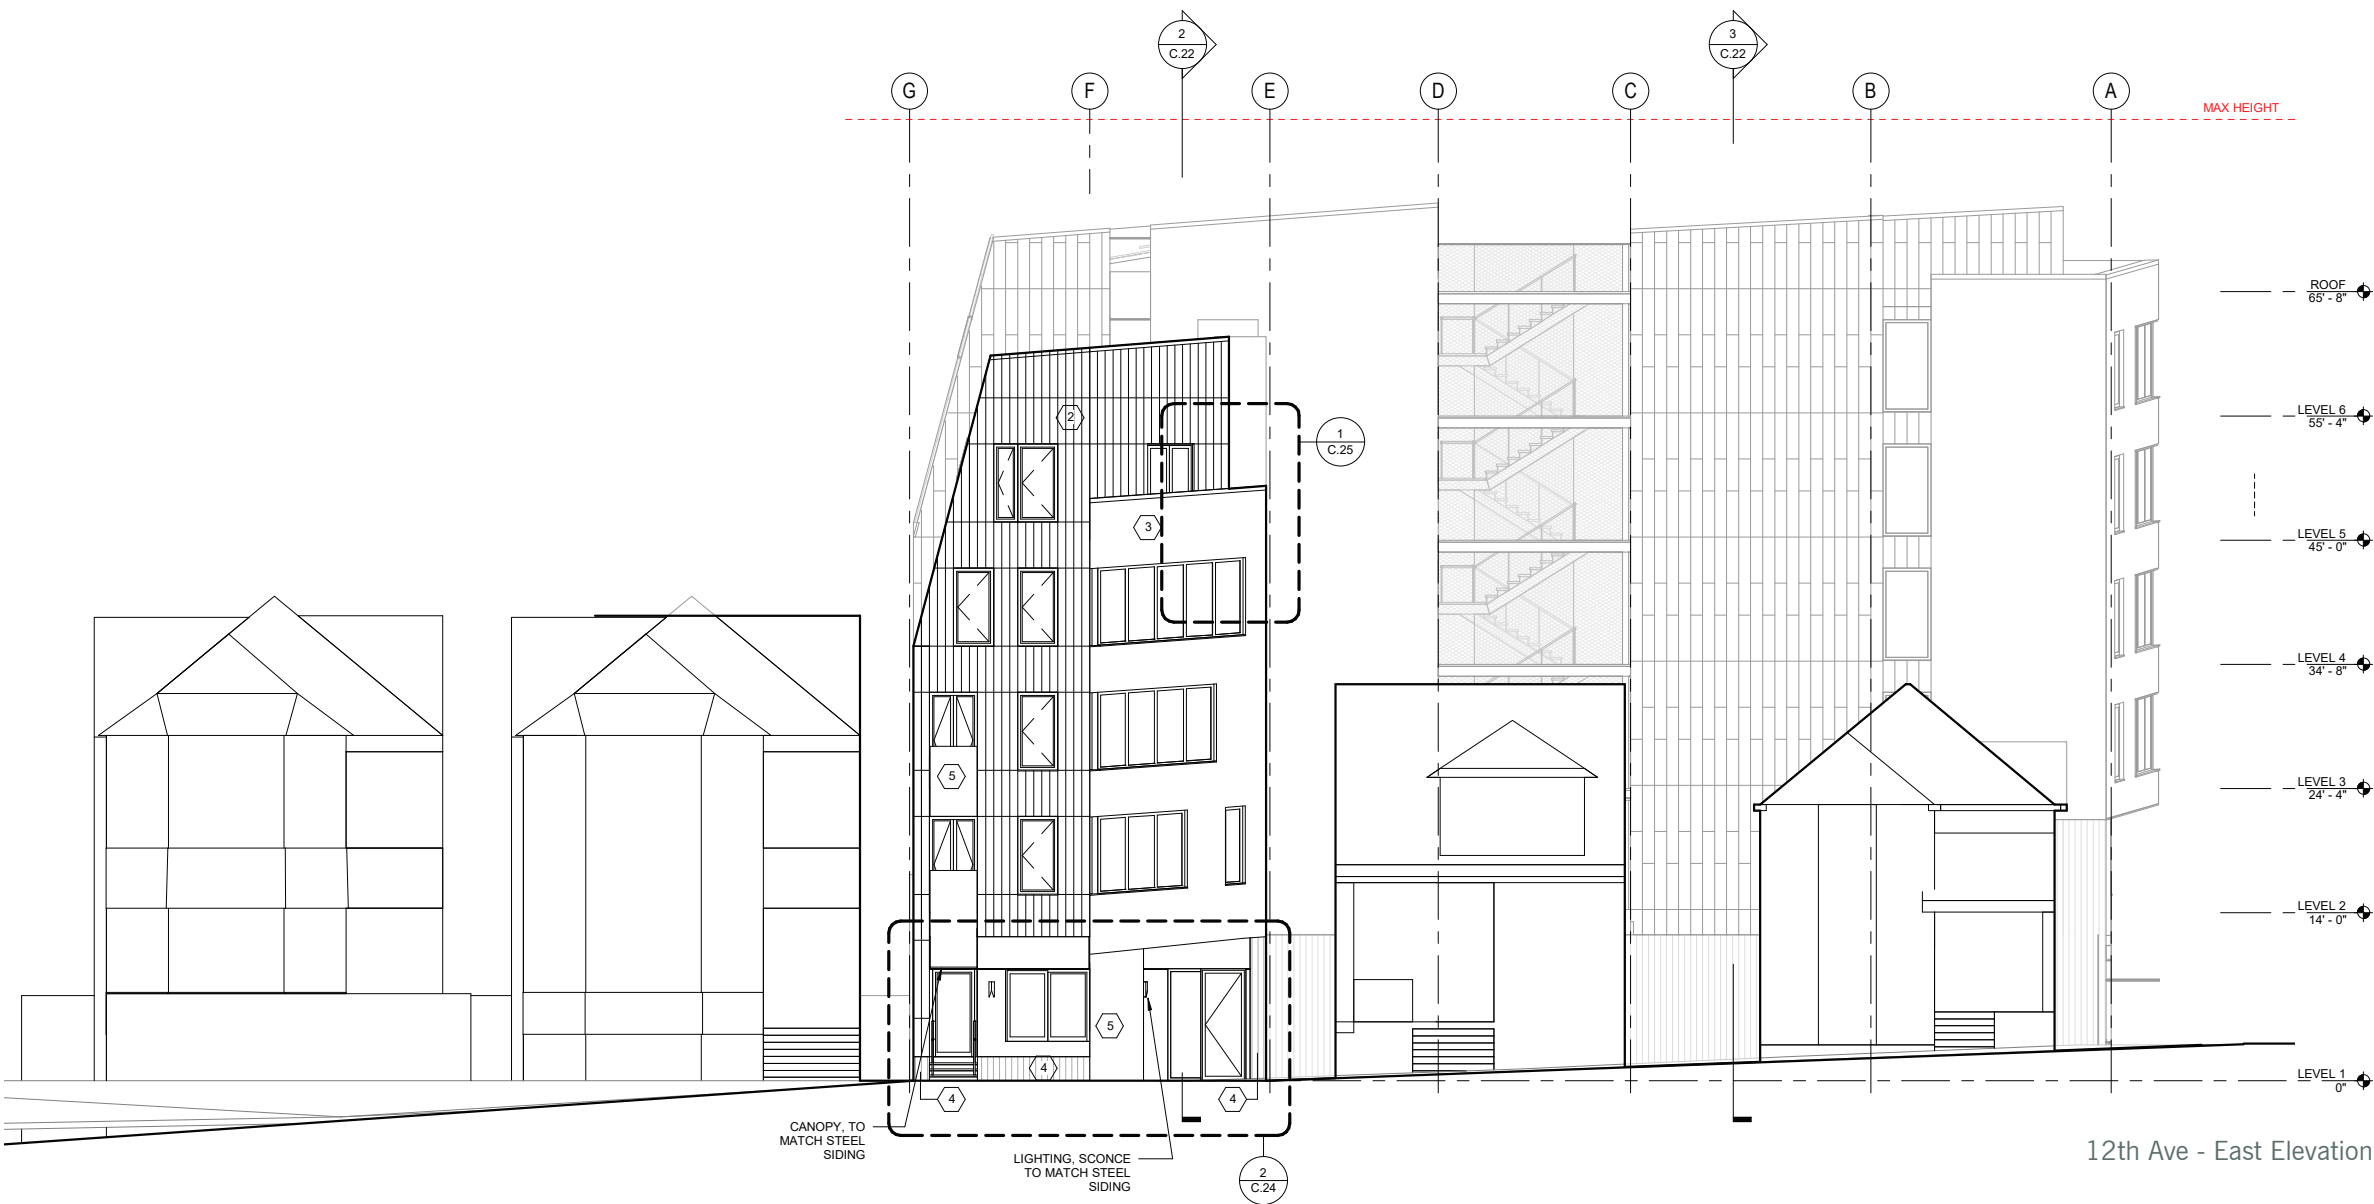 2
C.22
3
C.22
G
F
E
D
C
B
A
MAX HEIGHT
ROOF
65' - 8"
2
LEVEL 6
55' - 4"
1
C.25
3
LEVEL 5
45' - 0"
LEVEL 4
34' - 8"
5
LEVEL 3
24' - 4"
LEVEL 2
14' - 0"
5
4
LEVEL 1
0"
4
4
CANOPY, TO
MATCH STEEL
SIDING
LIGHTING, SCONCE
TO MATCH STEEL
SIDING
2
C.24
12th Ave - East Elevation